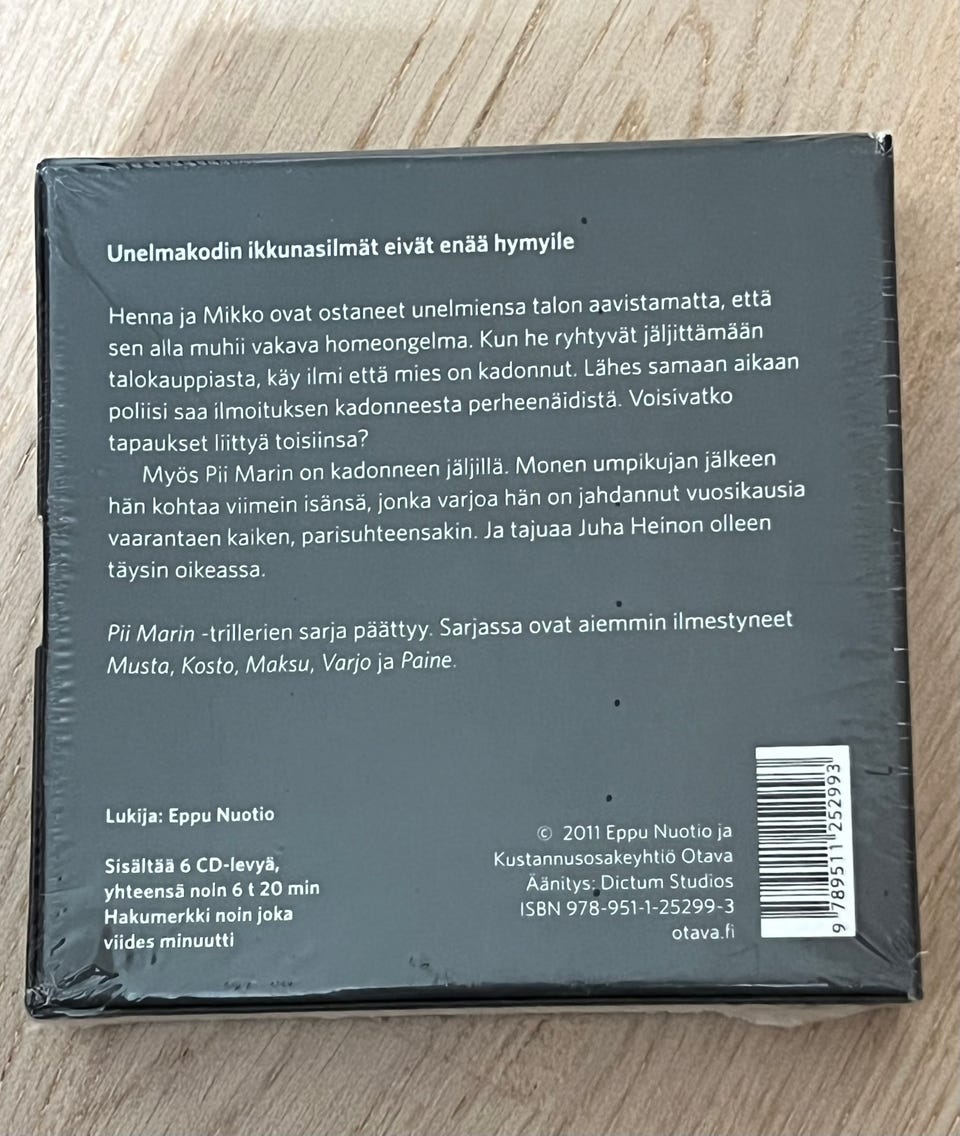 Unelmakodin ikkunasilmät eivät enää hymyile
Henna ja Mikko ovat ostaneet unelmiensa talon aavistamatta, että
sen alla muhii vakava homeongelma. Kun he ryhtyvät jäljittämään
talokauppiasta, käy ilmi että mies on kadonnut. Lähes samaan aikaan
poliisi saa ilmoituksen kadonneesta perheenäidistä. Voisivatko
tapaukset liittyä toisiinsa?
Myös Pii Marin on kadonneen jäljillä. Monen umpikujan jälkeen
hän kohtaa viimein isänsä, jonka varjoa hän on jahdannut vuosikausia
vaarantaen kaiken, parisuhteensakin. Ja tajuaa Juha Heinon olleen
täysin oikeassa.
Pii Marin -trillerien sarja päättyy. Sarjassa ovat aiemmin ilmestyneet
Musta, Kosto, Maksu, Varjo ja Paine.
Lukija: Eppu Nuotio
Sisältää 6 CD-levyä,
yhteensä noin 6 t 20 min
Hakumerkki noin joka
viides minuutti
© 2011 Eppu Nuotio ja
Kustannusosakeyhtiö Otava
Äänitys: Dictum Studios
ISBN 978-951-1-25299-3
otava.fi
9 789511 252993